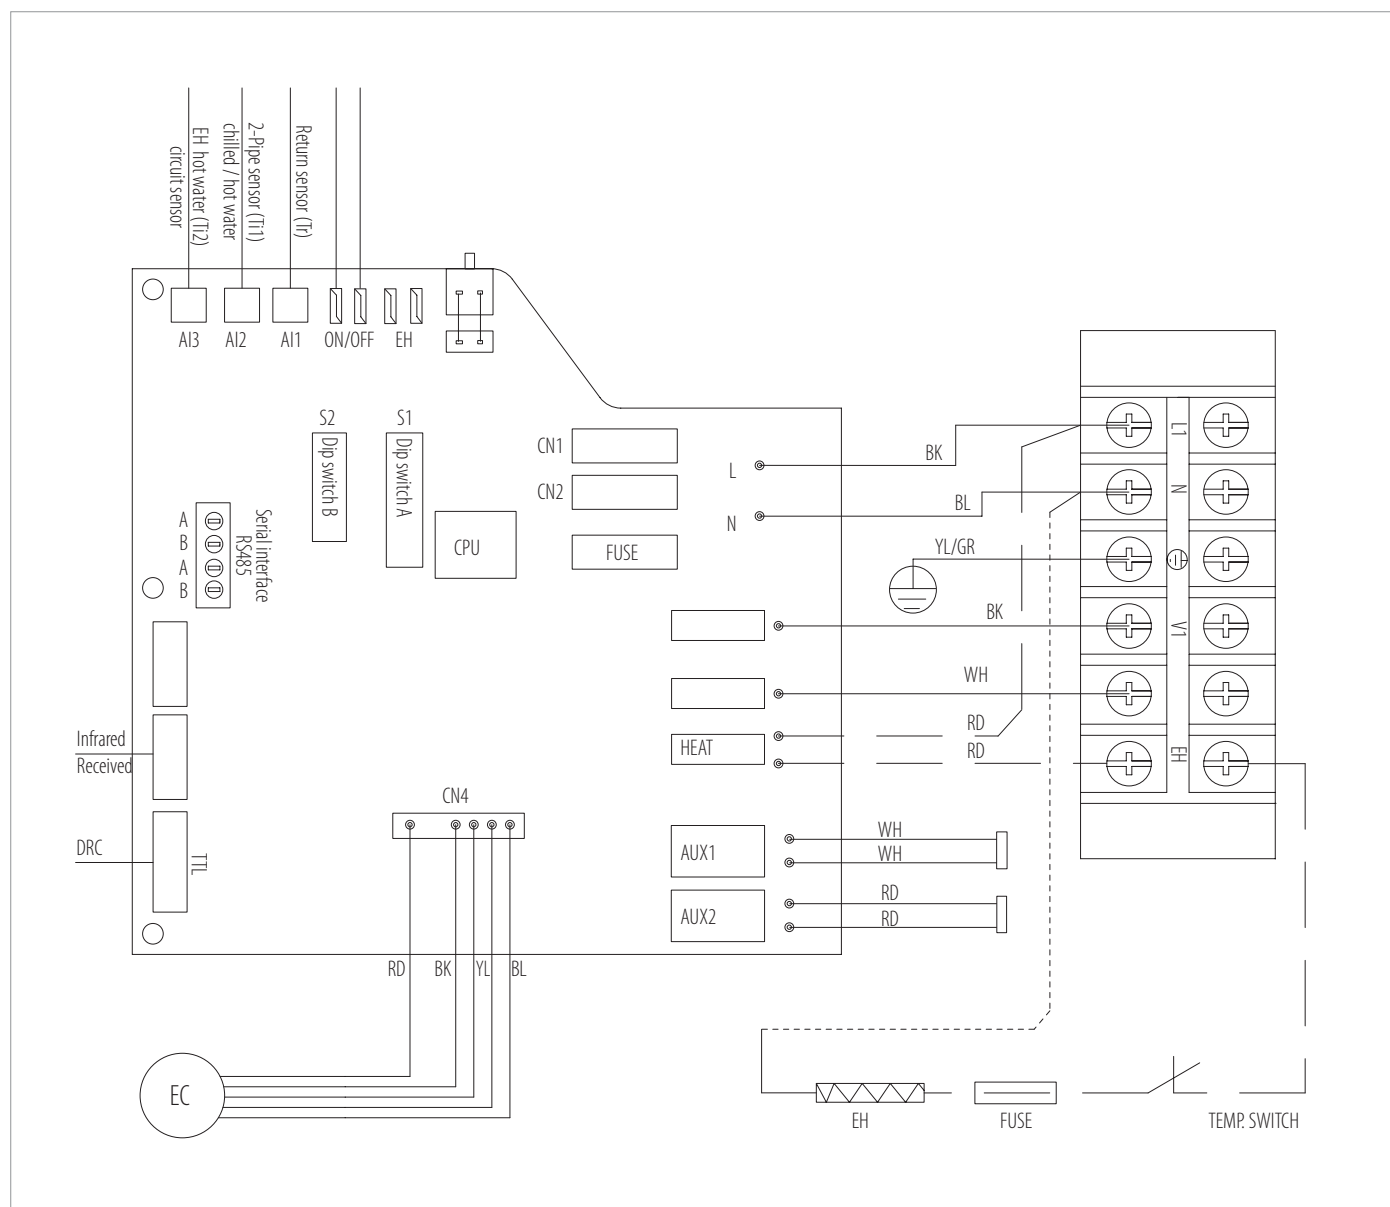 EH hot water (Ti2)
circuit sensor
2-Pipe sensor (Ti1)
chilled / hot water
Return sensor (Tr)
AI3
AI2
AI1
ON/OFF
EH
S2
Dip switch B
S1
Dip switch A
CN1
CN2
FUSE
CPU
L
N
A
B
A
B
Serial interface
RS485
BK
BL
YL/GR
BK
WH
RD
RD
L1
N
V1
EH
HEAT
Infrared
Received
DRC
TTL
CN4
AUX1
WH
WH
AUX2
RD
RD
RD
BK
YL
BL
EC
EH
FUSE
TEMP. SWITCH